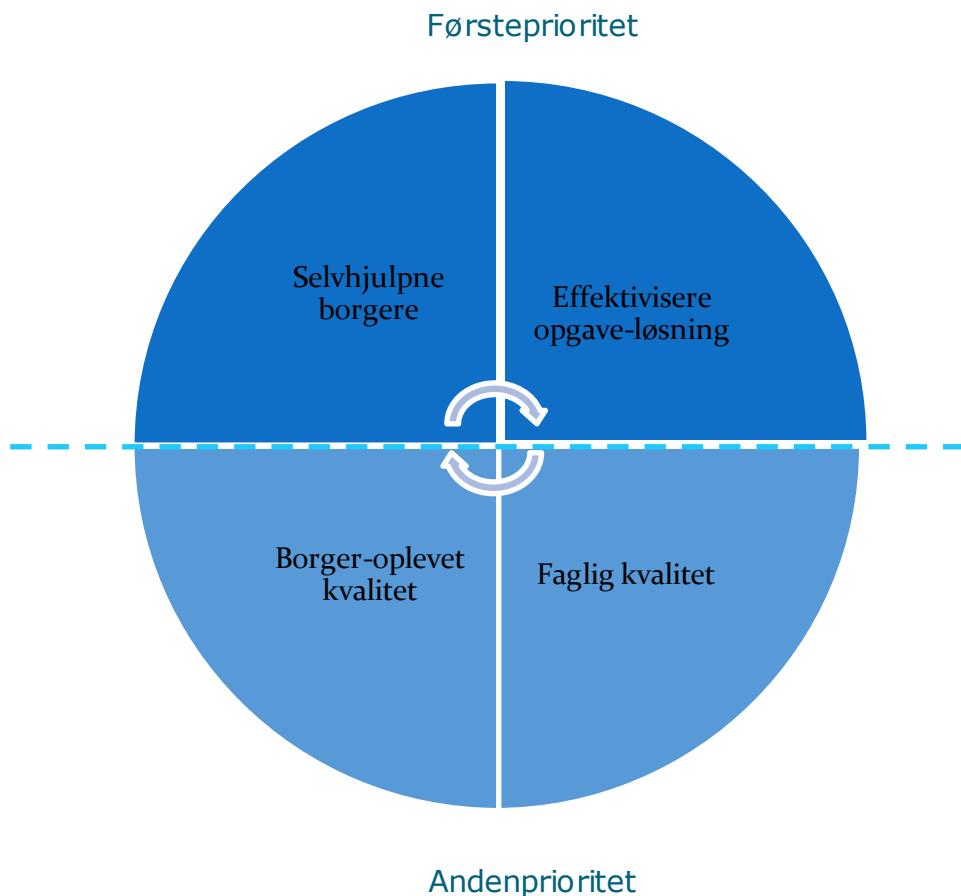 Førsteprioritet
Selvhjulpne
borgere
Effektivisere
opgave-løsning
Borger-oplevet
kvalitet
Faglig kvalitet
Andenprioritet